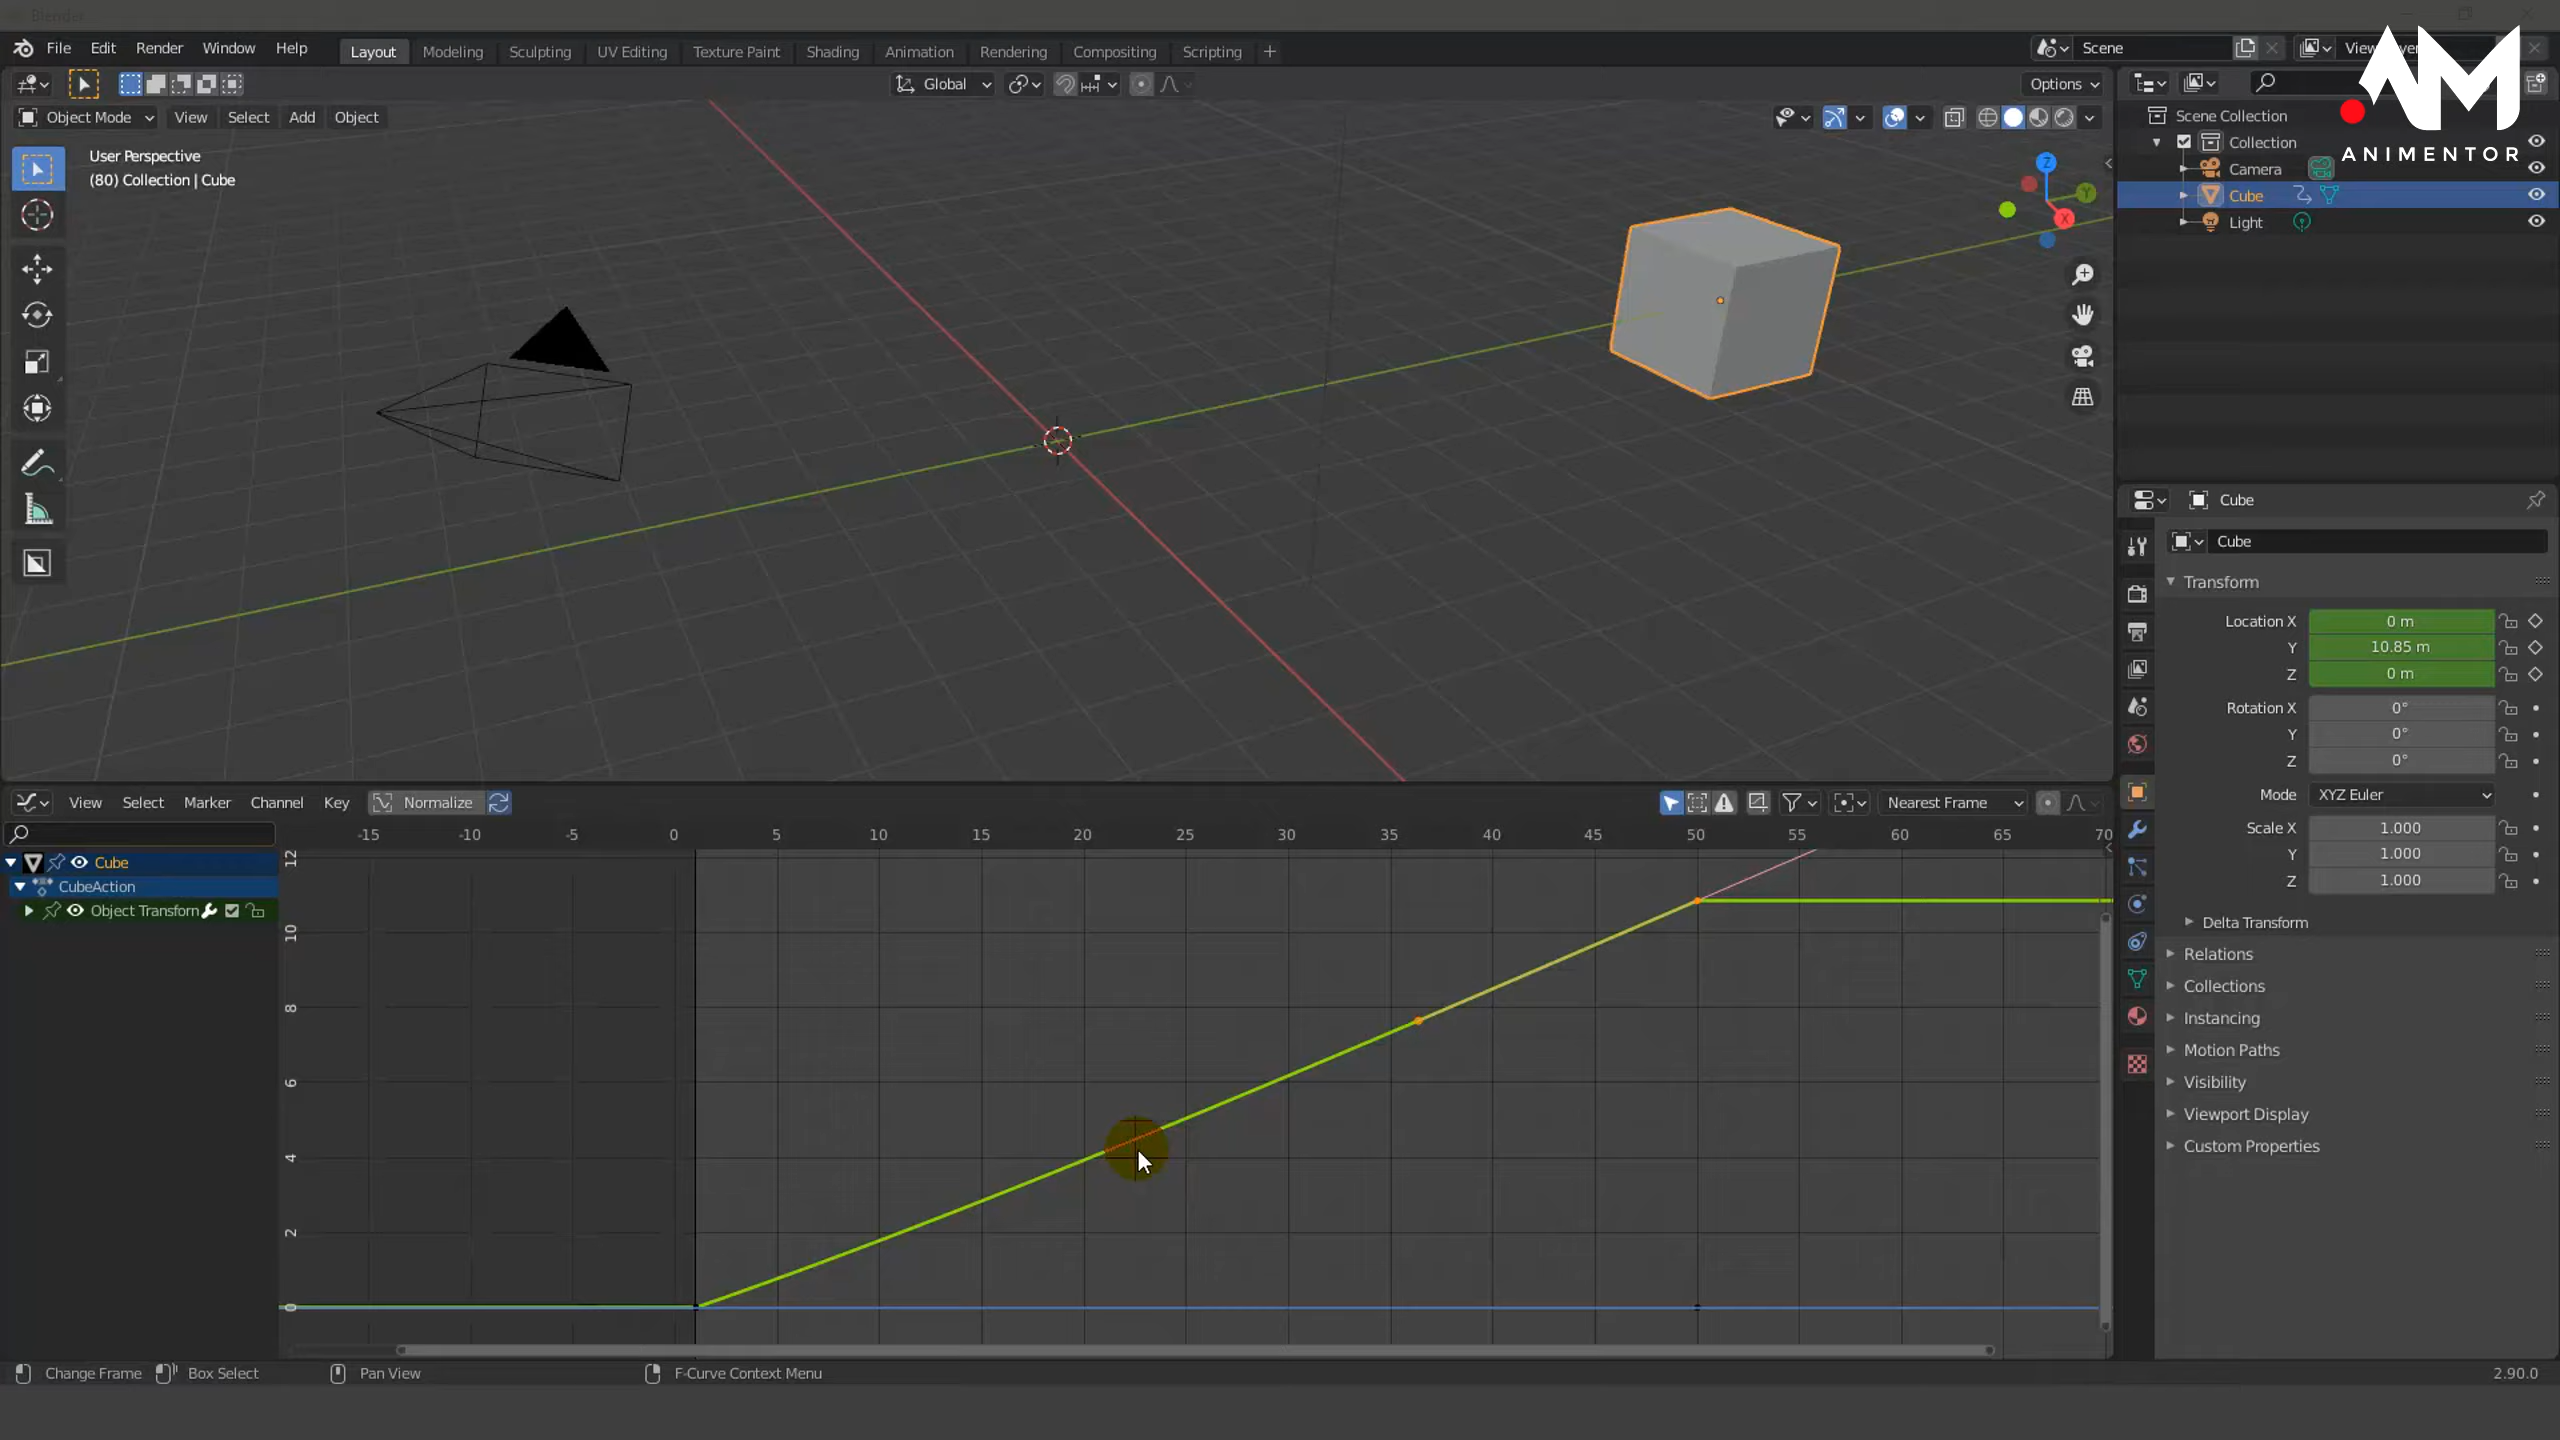 Blender
File Edit Render Window Help Layout Modeling Sculpting UV Editing Texture Paint Shading Animation Rendering Compositing Scripting + Scene
Global Options
Object Mode View Select Add Object
User Perspective
(80) Collection | Cube
Z
Y
X
ANIMENTOR
Scene Collection
Collection
Camera
Cube
Light
Cube
Cube
Transform
Location X 0 m
Y 10.85 m
Z 0 m
Rotation X 0°
Y 0°
Z 0°
Mode XYZ Euler
Scale X 1.000
Y 1.000
Z 1.000
Delta Transform
Relations
Collections
Instancing
Motion Paths
Visibility
Viewport Display
Custom Properties
View Select Marker Channel Key Normalize Nearest Frame
-15 -10 -5 0 5 10 15 20 25 30 35 40 45 50 55 60 65 70
Cube
CubeAction
Object Transform
12
10
8
6
4
2
0
Change Frame Box Select Pan View F-Curve Context Menu 2.90.0